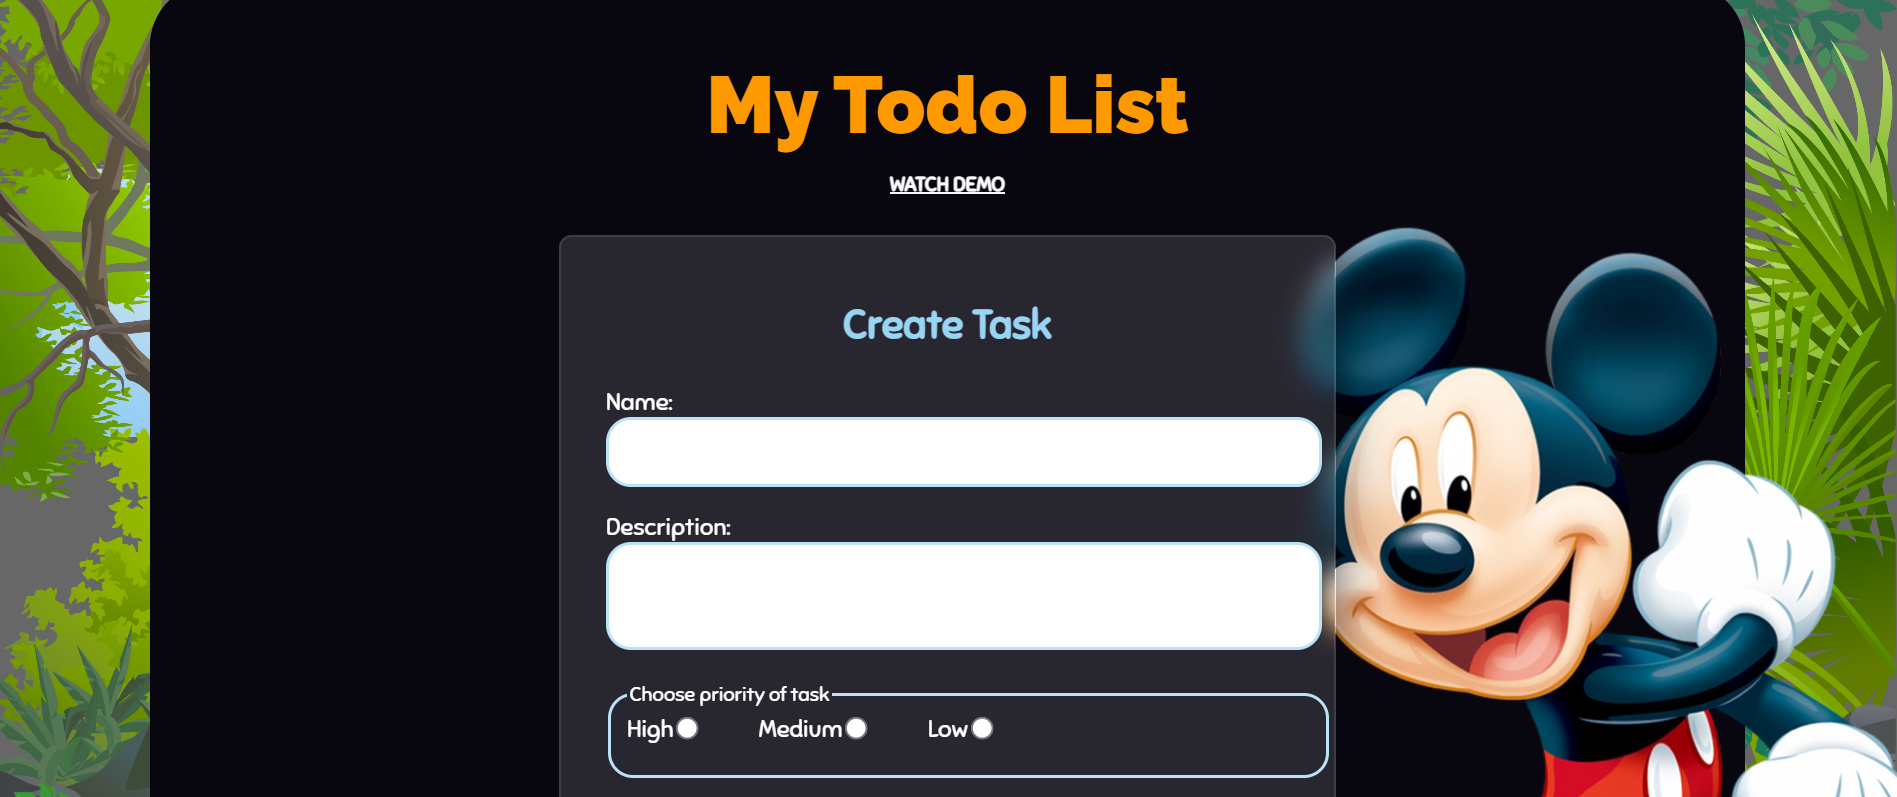 My Todo List
WATCH DEMO
Create Task
Name:
Description:
Choose priority of task
High Medium Low